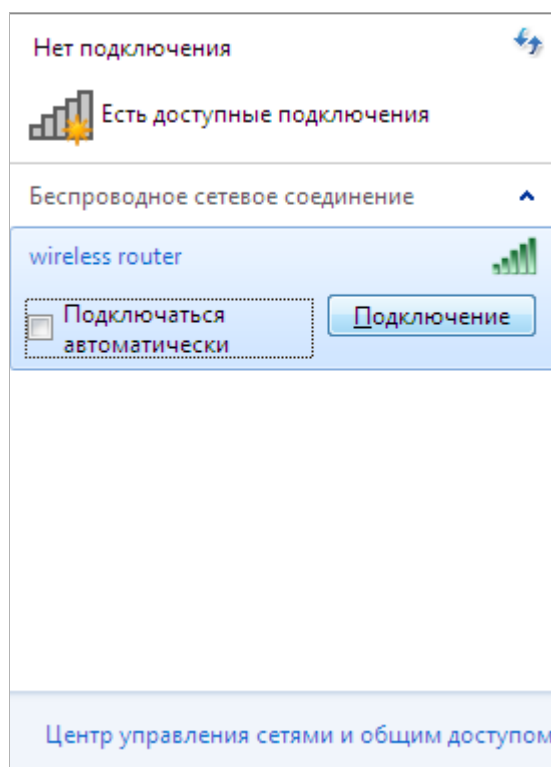 Нет подключения
Есть доступные подключения
Беспроводное сетевое соединение
wireless router
Подключаться
автоматически
Подключение
Центр управления сетями и общим доступом